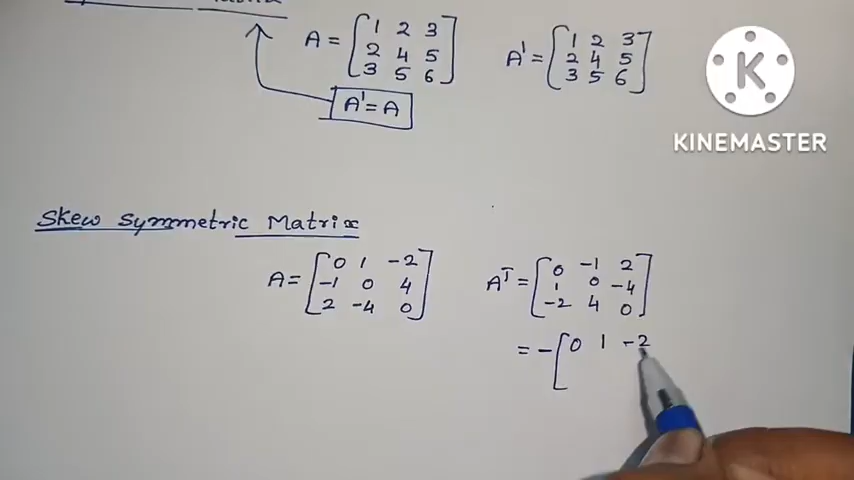 A = [1 2 3
2 4 5
3 5 6]
A' = [1 2 3
2 4 5
3 5 6]
A' = A
KINEMASTER
Skew Symmetric Matrix
A = [0 1 -2
-1 0 4
2 -4 0]
A^T = [0 -1 2
1 0 -4
-2 4 0]
= -[0 1 -2